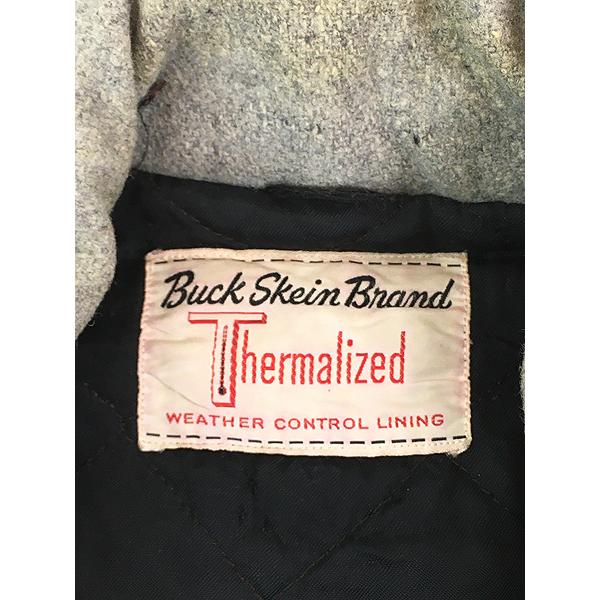 Buck Skein Brand
Thermalized
WEATHER CONTROL LINING